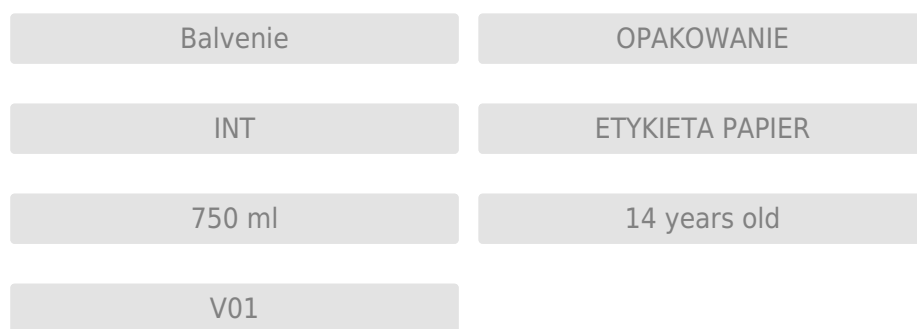 Balvenie
OPAKOWANIE
INT
ETYKIETA PAPIER
750 ml
14 years old
V01